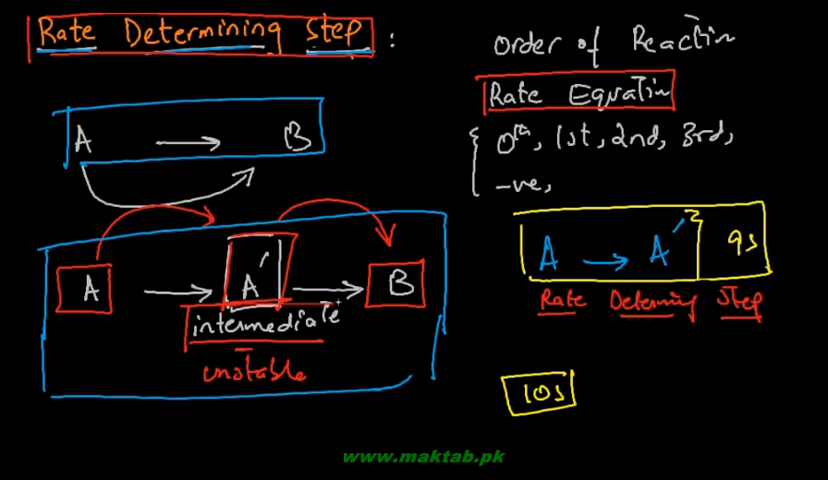 Rate Determining Step :
A → B
A → A′ → B
intermediate
unstable
Order of Reactin
Rate Equatin
0th, 1st, 2nd, 3rd,
-ve,
A → A′ 9s
Rate Determing Step
10s
www.maktab.pk